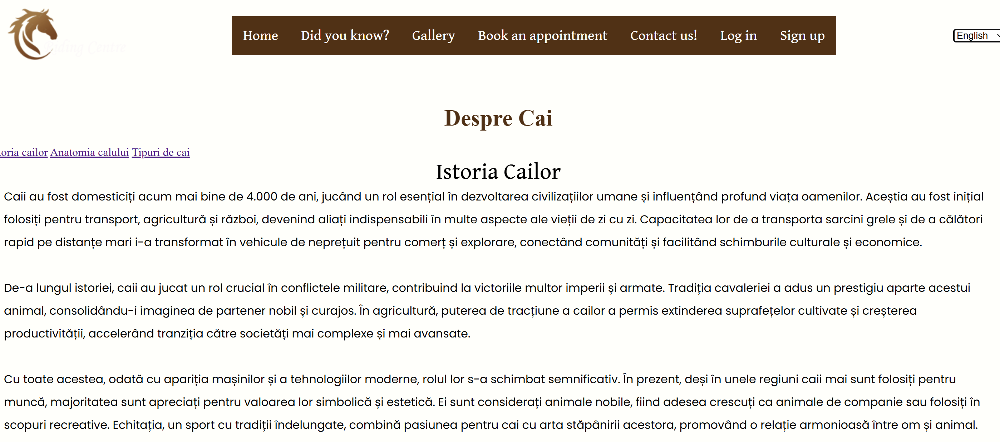 Riding Centre
Home Did you know? Gallery Book an appointment Contact us! Log in Sign up
English
Despre Cai
toria cailor Anatomia calului Tipuri de cai
Istoria Cailor
Caii au fost domesticiți acum mai bine de 4.000 de ani, jucând un rol esențial în dezvoltarea civilizațiilor umane și influențând profund viața oamenilor. Aceștia au fost inițial
folosiți pentru transport, agricultură și război, devenind aliați indispensabili în multe aspecte ale vieții de zi cu zi. Capacitatea lor de a transporta sarcini grele și de a călători
rapid pe distanțe mari i-a transformat în vehicule de neprețuit pentru comerț și explorare, conectând comunități și facilitând schimburile culturale și economice.
De-a lungul istoriei, caii au jucat un rol crucial în conflictele militare, contribuind la victoriile multor imperii și armate. Tradiția cavaleriei a adus un prestigiu aparte acestui
animal, consolidându-i imaginea de partener nobil și curajos. În agricultură, puterea de tracțiune a cailor a permis extinderea suprafețelor cultivate și creșterea
productivității, accelerând tranziția către societăți mai complexe și mai avansate.
Cu toate acestea, odată cu apariția mașinilor și a tehnologiilor moderne, rolul lor s-a schimbat semnificativ. În prezent, deși în unele regiuni caii mai sunt folosiți pentru
muncă, majoritatea sunt apreciați pentru valoarea lor simbolică și estetică. Ei sunt considerați animale nobile, fiind adesea crescuți ca animale de companie sau folosiți în
scopuri recreative. Echitația, un sport cu tradiții îndelungate, combină pasiunea pentru cai cu arta stăpânirii acestora, promovând o relație armonioasă între om și animal.